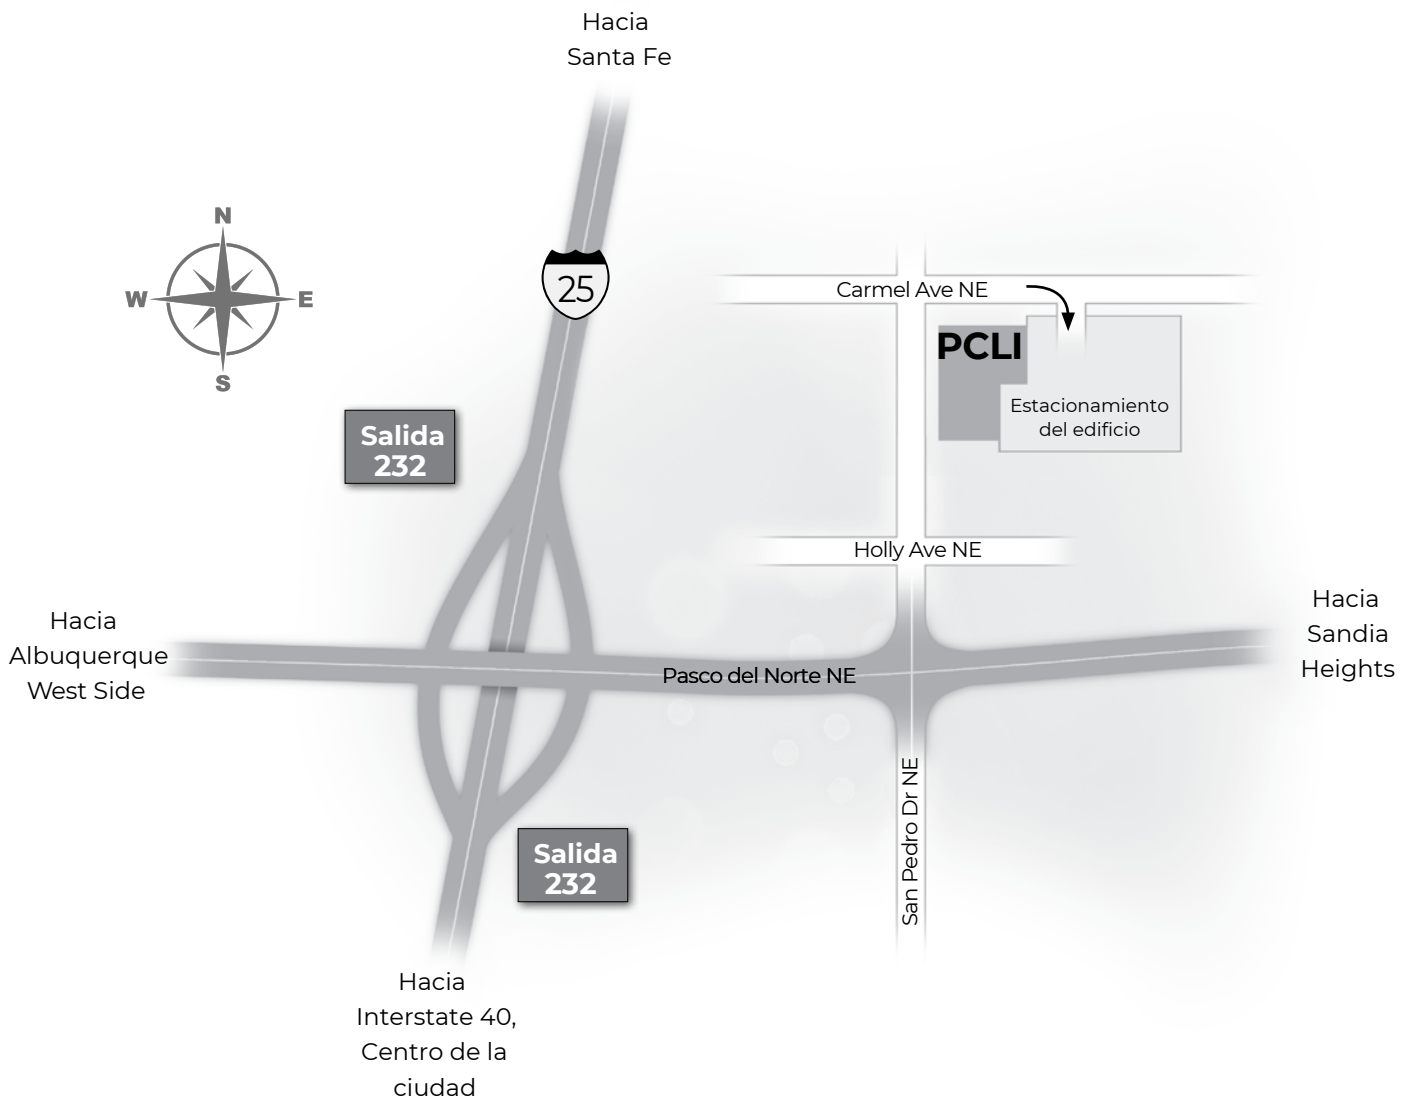 Hacia
Santa Fe
N
W
E
S
25
Carmel Ave NE
PCLI
Estacionamiento
del edificio
Salida
232
Holly Ave NE
Hacia
Albuquerque
West Side
Pasco del Norte NE
Hacia
Sandia
Heights
San Pedro Dr NE
Salida
232
Hacia
Interstate 40,
Centro de la
ciudad